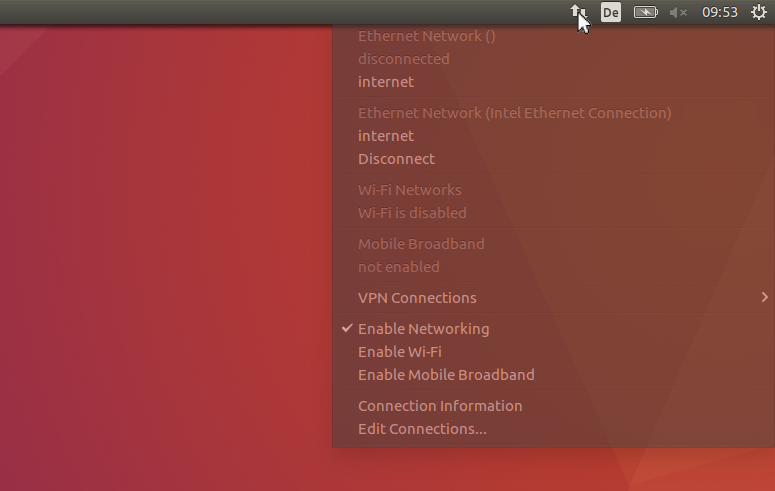 De
09:53
Ethernet Network ()
disconnected
internet
Ethernet Network (Intel Ethernet Connection)
internet
Disconnect
Wi-Fi Networks
Wi-Fi is disabled
Mobile Broadband
not enabled
VPN Connections
Enable Networking
Enable Wi-Fi
Enable Mobile Broadband
Connection Information
Edit Connections...